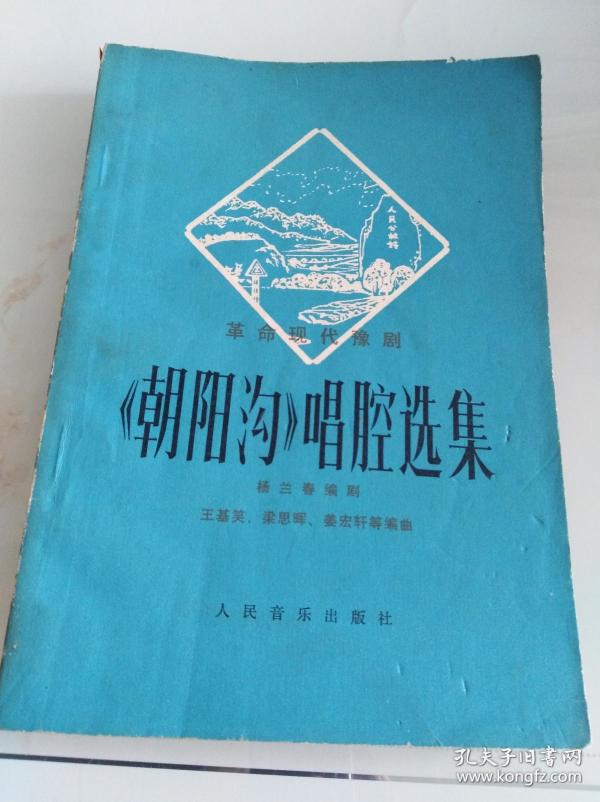 人民公社好
革命现代豫剧
《朝阳沟》唱腔选集
杨兰春编剧
王基笑、梁思晖、姜宏轩等编曲
人民音乐出版社
孔夫子旧书网
www.kongfz.com